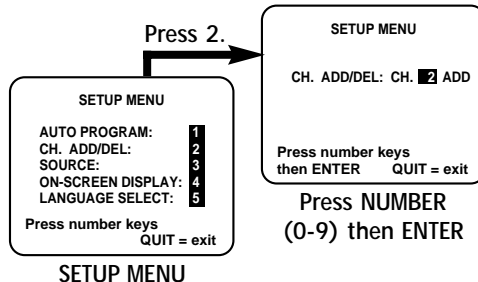 Press 2.
SETUP MENU
AUTO PROGRAM: 1
CH. ADD/DEL: 2
SOURCE: 3
ON-SCREEN DISPLAY: 4
LANGUAGE SELECT: 5
Press number keys
QUIT = exit
SETUP MENU
SETUP MENU
CH. ADD/DEL: CH. 2 ADD
Press number keys
then ENTER QUIT = exit
Press NUMBER
(0-9) then ENTER